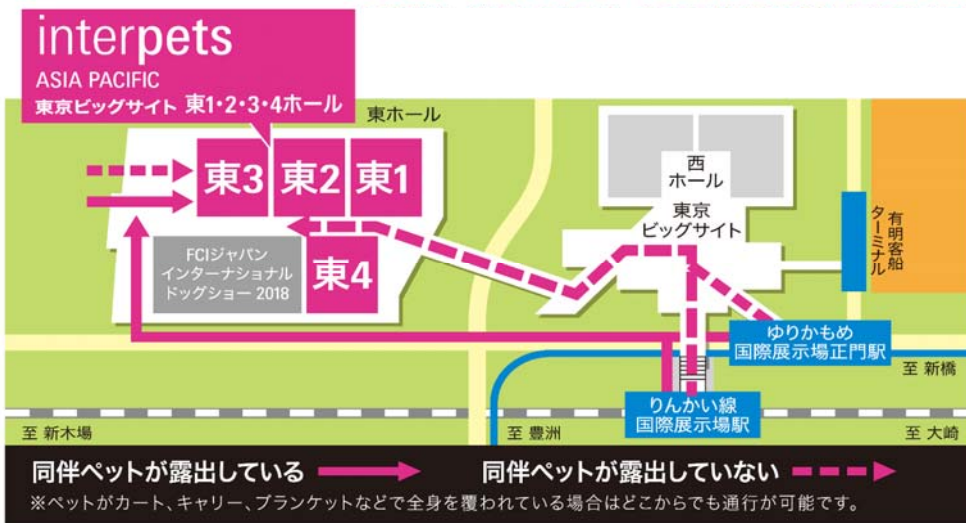 interpets
ASIA PACIFIC
東京ビッグサイト 東1・2・3・4ホール
東ホール
東3
東2
東1
東4
FCIジャパン
インターナショナル
ドッグショー 2018
西
ホール
東京
ビッグサイト
有明客船
ターミナル
ゆりかもめ
国際展示場正門駅
至 新橋
りんかい線
国際展示場駅
至 新木場
至 豊洲
至 大崎
同伴ペットが露出している
同伴ペットが露出していない
※ペットがカート、キャリー、ブランケットなどで全身を覆われている場合はどこからでも通行が可能です。